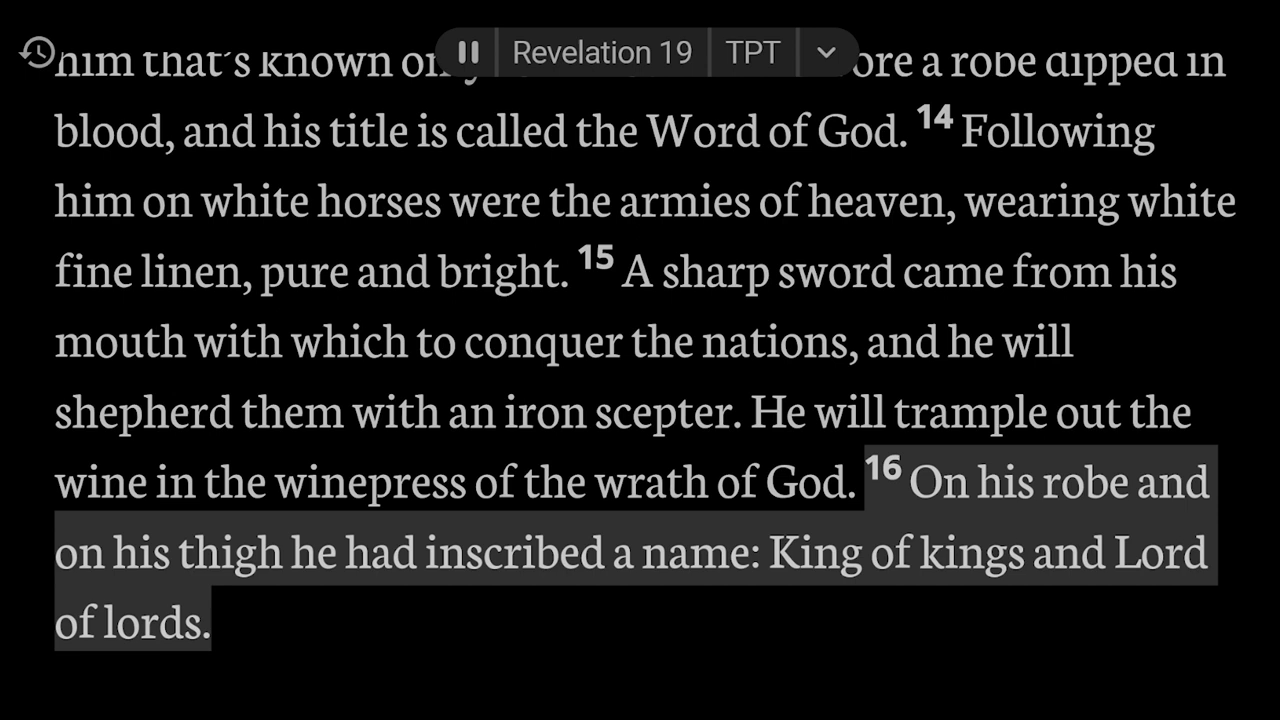 Revelation 19 TPT
him that's known ore a robe dipped in
blood, and his title is called the Word of God. 14 Following
him on white horses were the armies of heaven, wearing white
fine linen, pure and bright. 15 A sharp sword came from his
mouth with which to conquer the nations, and he will
shepherd them with an iron scepter. He will trample out the
wine in the winepress of the wrath of God. 16 On his robe and
on his thigh he had inscribed a name: King of kings and Lord
of lords.